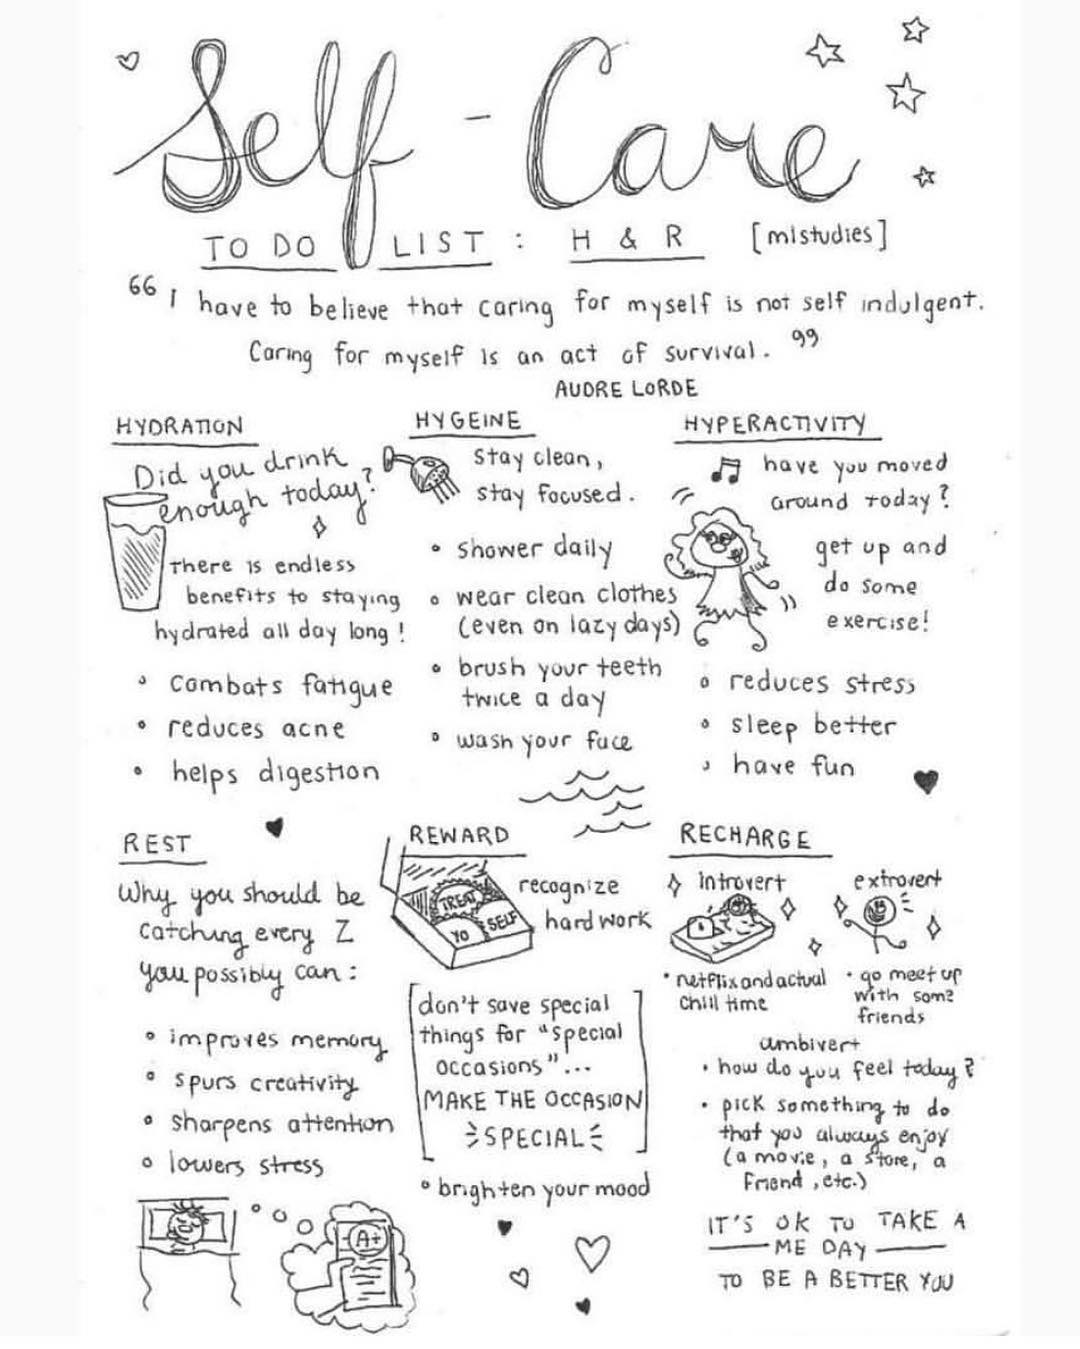 Self-Care
TO DO LIST: H & R [mistudies]
“I have to believe that caring for myself is not self indulgent.
Caring for myself is an act of survival.”
AUDRE LORDE
HYDRATION
Did you drink
enough today?
There is endless
benefits to staying
hydrated all day long!
• combats fatigue
• reduces acne
• helps digestion
HYGEINE
stay clean,
stay focused.
• shower daily
• wear clean clothes
(even on lazy days)
• brush your teeth
twice a day
• wash your face
HYPERACTIVITY
have you moved
around today?
get up and
do some
exercise!
• reduces stress
• sleep better
• have fun
REST
Why you should be
catching every Z
you possibly can:
• improves memory
• spurs creativity
• sharpens attention
• lowers stress
A+
REWARD
TREAT
YO SELF
recognize
hard work
[don't save special
things for "special
occasions"...
MAKE THE OCCASION
SPECIAL]
• brighten your mood
RECHARGE
introvert
• netflix and actual
chill time
extrovert
• go meet up
with some
friends
ambivert
• how do you feel today?
• pick something to do
that you always enjoy
(a movie, a store, a
friend, etc.)
IT'S OK TO TAKE A
ME DAY
TO BE A BETTER YOU